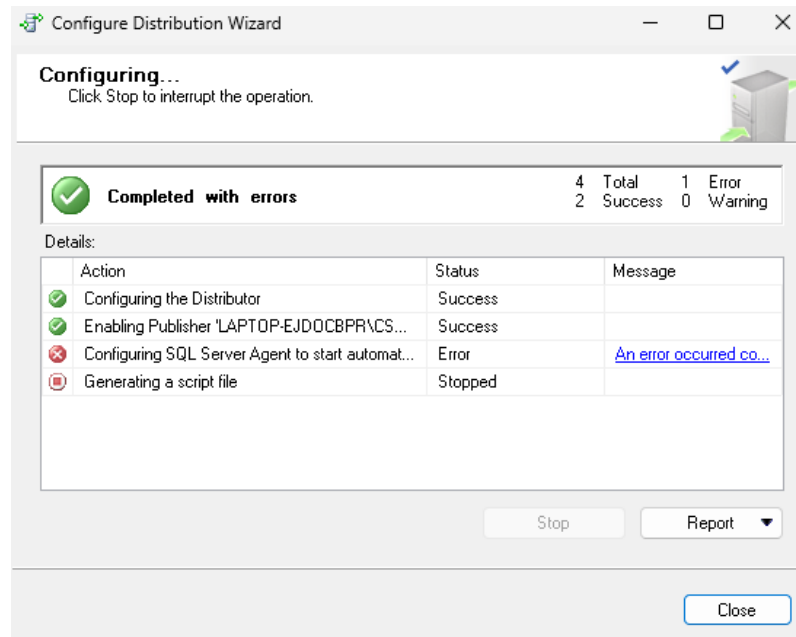 Configure Distribution Wizard
Configuring...
Click Stop to interrupt the operation.
Completed with errors
4 Total 1 Error
2 Success 0 Warning
Details:
Action Status Message
Configuring the Distributor Success
Enabling Publisher 'LAPTOP-EJDOCBPR\CS... Success
Configuring SQL Server Agent to start automat... Error An error occurred co...
Generating a script file Stopped
Stop Report
Close